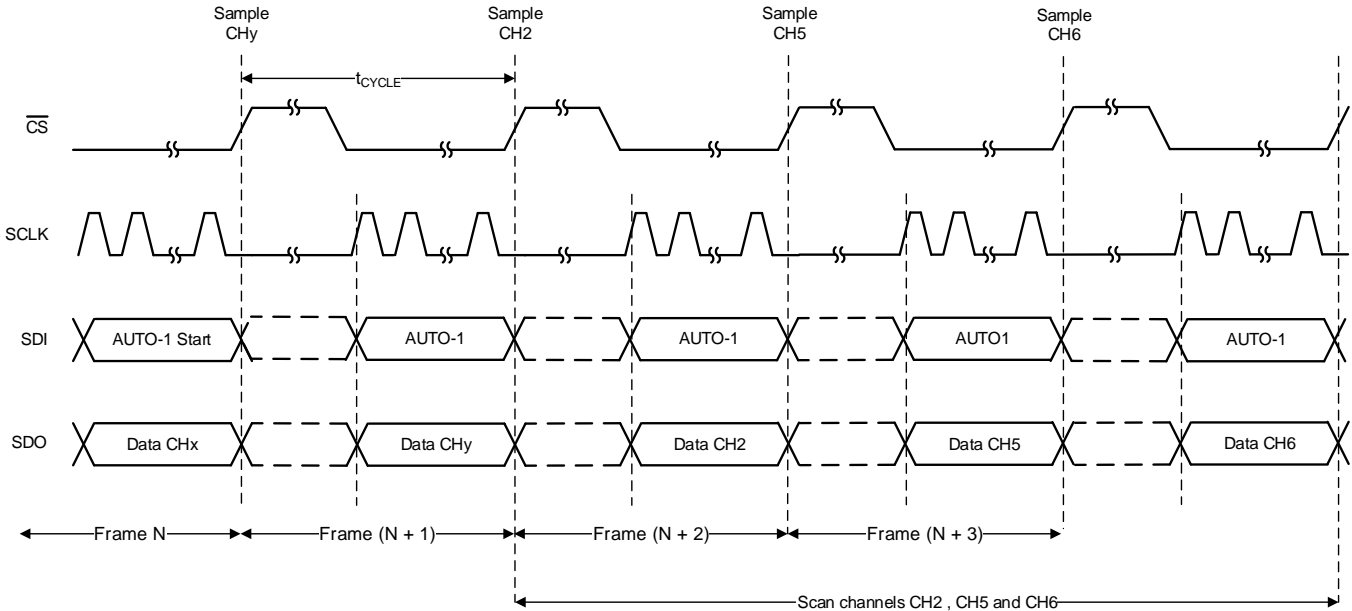 Sample
CHy
Sample
CH2
Sample
CH5
Sample
CH6
tCYCLE
CS
SCLK
SDI
AUTO-1 Start
AUTO-1
AUTO-1
AUTO1
AUTO-1
SDO
Data CHx
Data CHy
Data CH2
Data CH5
Data CH6
Frame N
Frame (N + 1)
Frame (N + 2)
Frame (N + 3)
Scan channels CH2 , CH5 and CH6